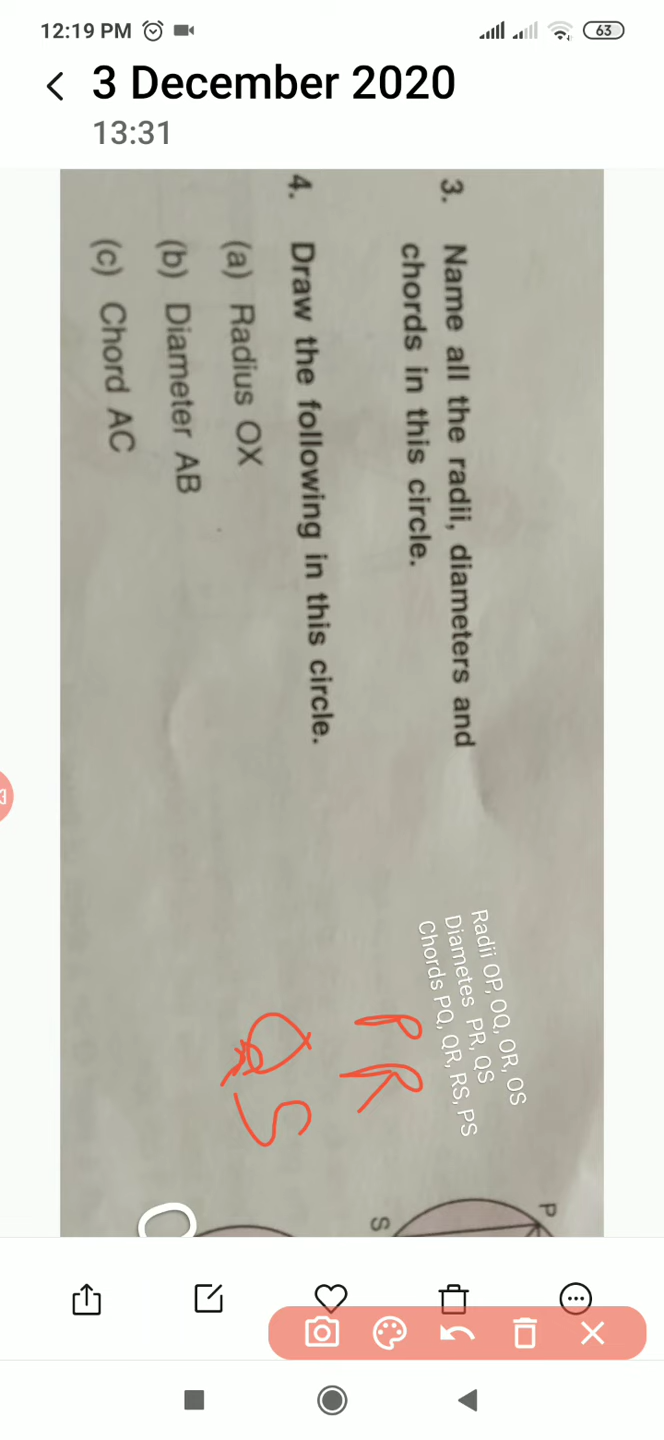 12:19 PM
63
3 December 2020
13:31
3. Name all the radii, diameters and
chords in this circle.
4. Draw the following in this circle.
(a) Radius OX
(b) Diameter AB
(c) Chord AC
Radii OP, OQ, OR, OS
Diametes PR, QS
Chords PQ, QR, RS, PS
PR
QS
P
S